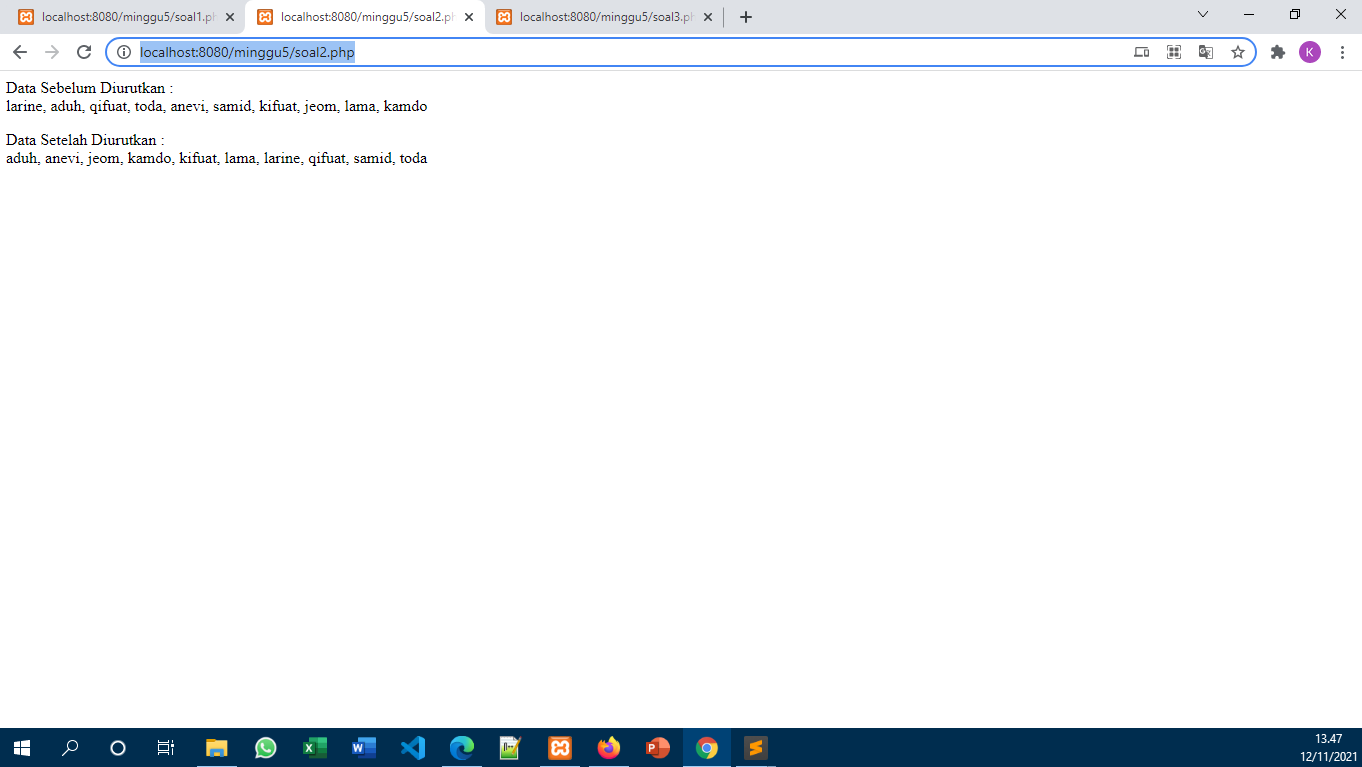 localhost:8080/minggu5/soal1.ph
localhost:8080/minggu5/soal2.ph
localhost:8080/minggu5/soal3.ph
localhost:8080/minggu5/soal2.php
K
Data Sebelum Diurutkan :
larine, aduh, qifuat, toda, anevi, samid, kifuat, jeom, lama, kamdo
Data Setelah Diurutkan :
aduh, anevi, jeom, kamdo, kifuat, lama, larine, qifuat, samid, toda
13.47
12/11/2021